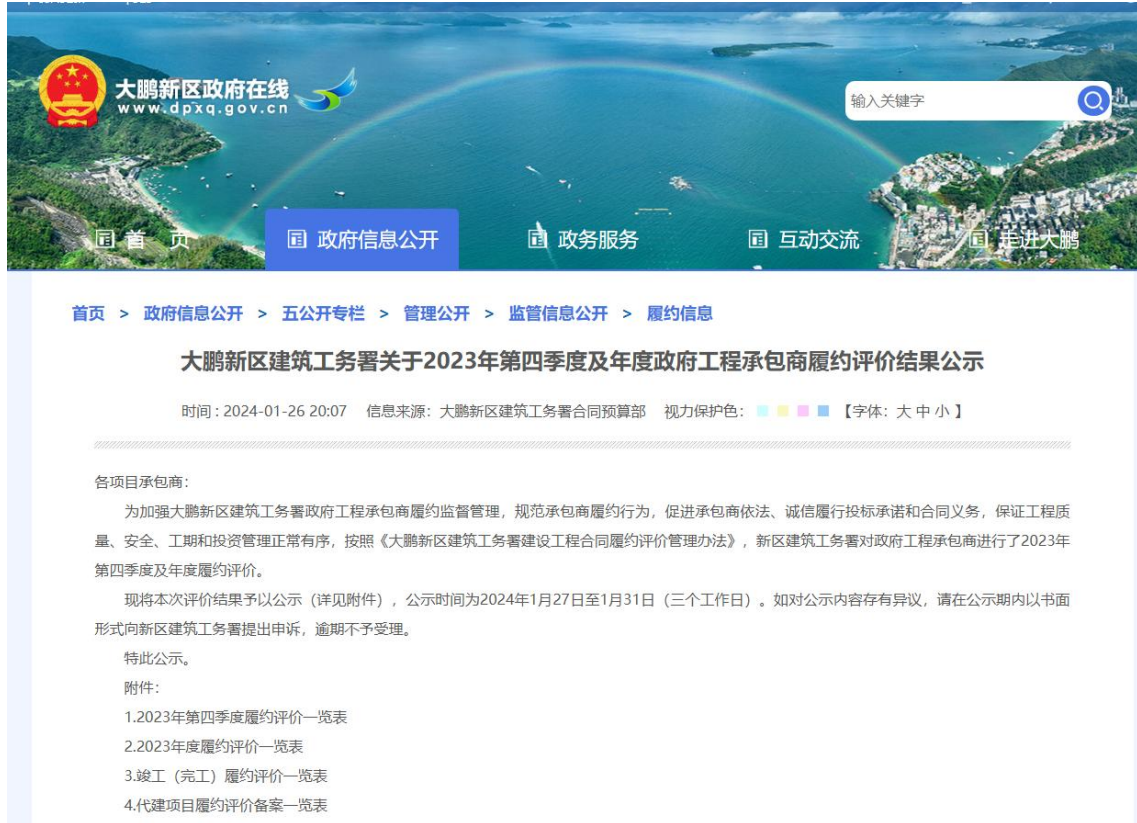 大鹏新区政府在线
www.dpxq.gov.cn
输入关键字
首 页
政府信息公开
政务服务
互动交流
走进大鹏
首页 > 政府信息公开 > 五公开专栏 > 管理公开 > 监管信息公开 > 履约信息
大鹏新区建筑工务署关于2023年第四季度及年度政府工程承包商履约评价结果公示
时间 : 2024-01-26 20:07 信息来源：大鹏新区建筑工务署合同预算部 视力保护色： 【字体：大 中 小 】
各项目承包商：
为加强大鹏新区建筑工务署政府工程承包商履约监督管理，规范承包商履约行为，促进承包商依法、诚信履行投标承诺和合同义务，保证工程质
量、安全、工期和投资管理正常有序，按照《大鹏新区建筑工务署建设工程合同履约评价管理办法》，新区建筑工务署对政府工程承包商进行了2023年
第四季度及年度履约评价。
现将本次评价结果予以公示（详见附件），公示时间为2024年1月27日至1月31日（三个工作日）。如对公示内容存有异议，请在公示期内以书面
形式向新区建筑工务署提出申诉，逾期不予受理。
特此公示。
附件：
1.2023年第四季度履约评价一览表
2.2023年度履约评价一览表
3.竣工（完工）履约评价一览表
4.代建项目履约评价备案一览表